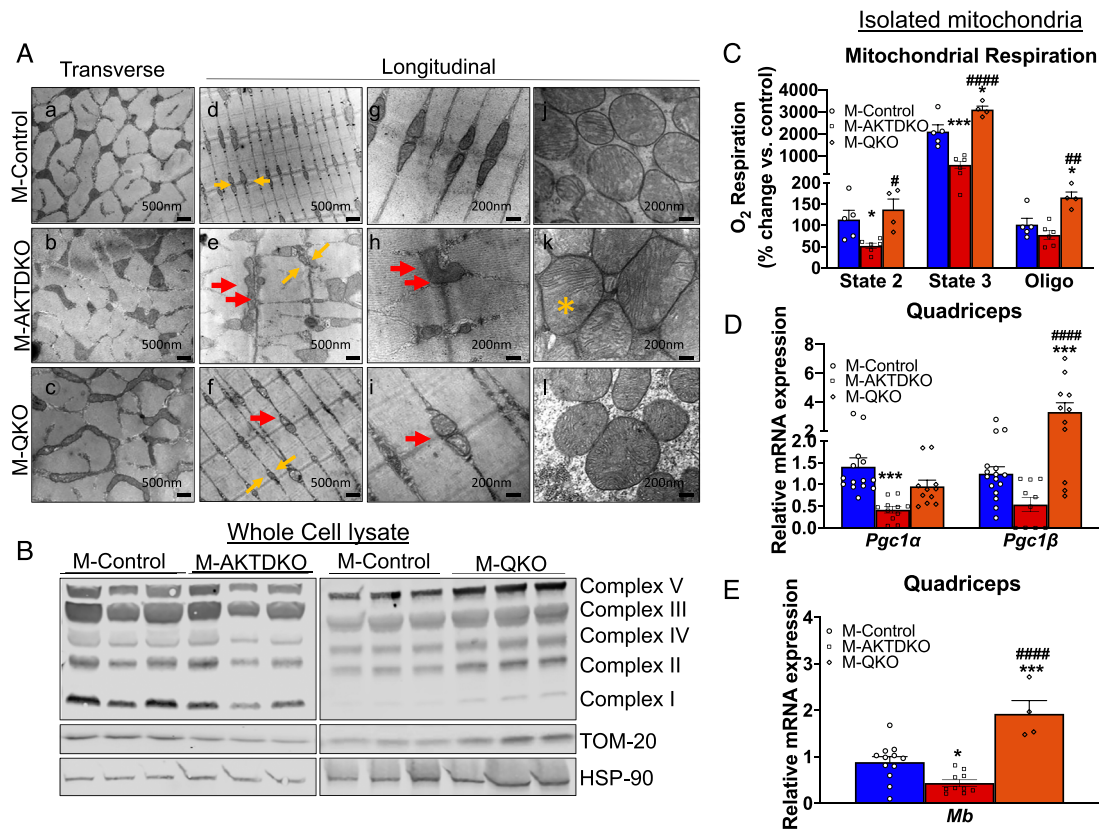 A
Transverse
Longitudinal
M-Control
a
500nm
d
500nm
g
200nm
j
200nm
M-AKTDKO
b
500nm
e
500nm
h
200nm
k
*
200nm
M-QKO
c
500nm
f
500nm
i
200nm
l
200nm
B
Whole Cell lysate
M-Control
M-AKTDKO
M-Control
M-QKO
Complex V
Complex III
Complex IV
Complex II
Complex I
TOM-20
HSP-90
Isolated mitochondria
C
Mitochondrial Respiration
O2 Respiration
(% change vs. control)
4000
3000
2000
1000
200
150
100
50
0
M-Control
M-AKTDKO
M-QKO
*
#
***
####
*
##
*
State 2
State 3
Oligo
D
Quadriceps
Relative mRNA expression
8
6
4
2
2.0
1.5
1.0
0.5
0.0
M-Control
M-AKTDKO
M-QKO
***
####
***
Pgc1α
Pgc1β
E
Quadriceps
Relative mRNA expression
4
3
2
1
0
M-Control
M-AKTDKO
M-QKO
*
####
***
Mb